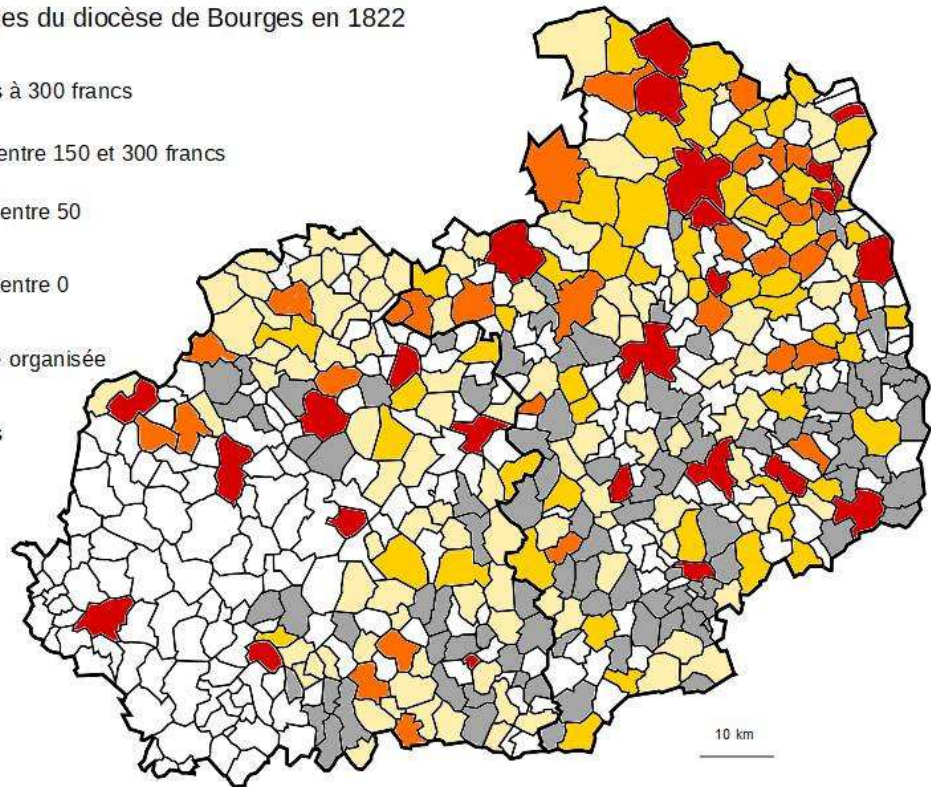 es du diocèse de Bourges en 1822
à 300 francs
entre 150 et 300 francs
entre 50
entre 0
organisée
10 km